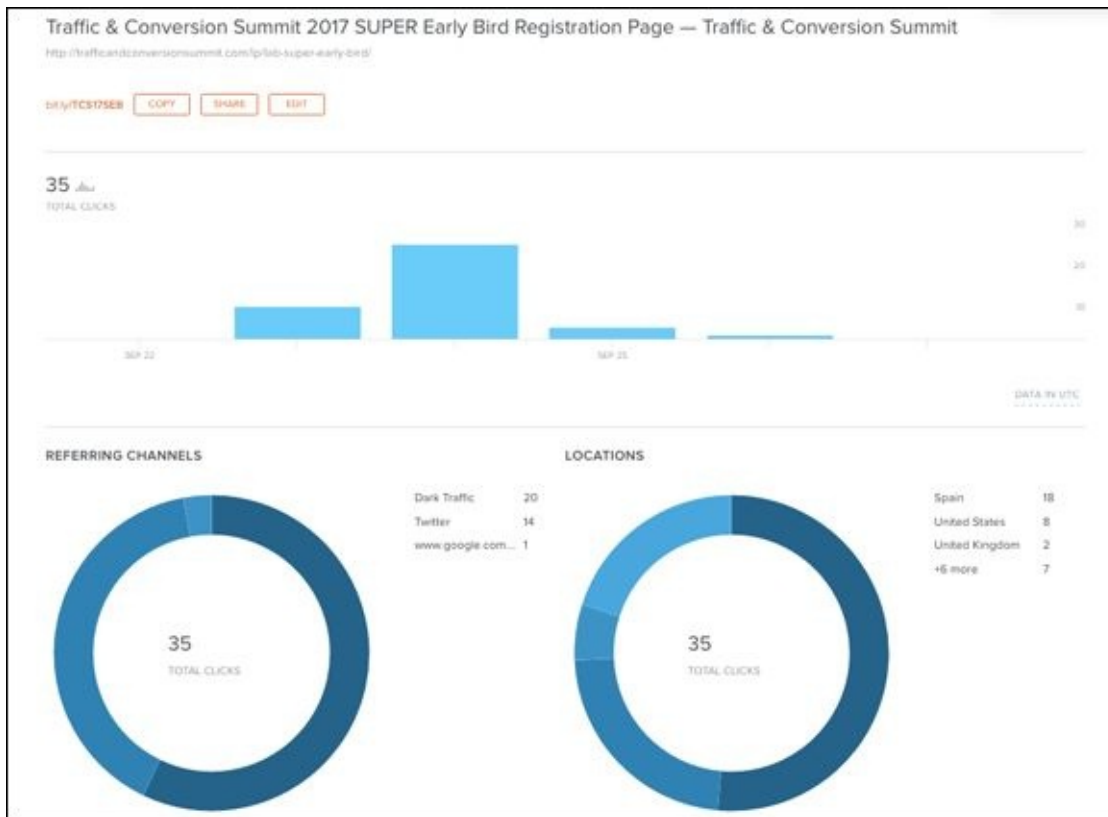 Traffic & Conversion Summit 2017 SUPER Early Bird Registration Page — Traffic & Conversion Summit
http://trafficandconversionsummit.com/lp/lab-super-early-bird/
bit.ly/TCS17SEB COPY SHARE EDIT
35
TOTAL CLICKS
30
20
10
SEP 22 SEP 25
DATA IN UTC
REFERRING CHANNELS
Dark Traffic 20
Twitter 14
www.google.com... 1
35
TOTAL CLICKS
LOCATIONS
Spain 18
United States 8
United Kingdom 2
+6 more 7
35
TOTAL CLICKS